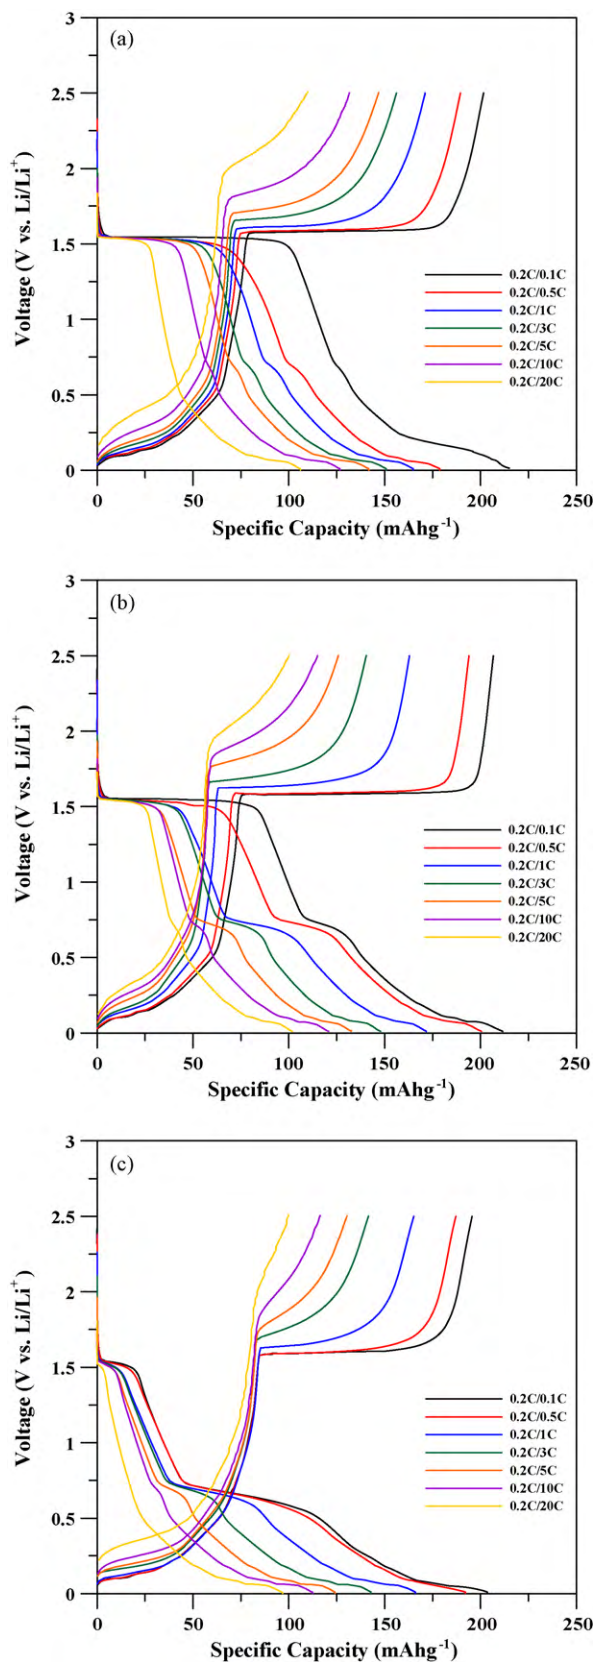 (a)
3
2.5
2
1.5
1
0.5
0
Voltage (V vs. Li/Li⁺)
0.2C/0.1C
0.2C/0.5C
0.2C/1C
0.2C/3C
0.2C/5C
0.2C/10C
0.2C/20C
0 50 100 150 200 250
Specific Capacity (mAhg⁻¹)
(b)
3
2.5
2
1.5
1
0.5
0
Voltage (V vs. Li/Li⁺)
0.2C/0.1C
0.2C/0.5C
0.2C/1C
0.2C/3C
0.2C/5C
0.2C/10C
0.2C/20C
0 50 100 150 200 250
Specific Capacity (mAhg⁻¹)
(c)
3
2.5
2
1.5
1
0.5
0
Voltage (V vs. Li/Li⁺)
0.2C/0.1C
0.2C/0.5C
0.2C/1C
0.2C/3C
0.2C/5C
0.2C/10C
0.2C/20C
0 50 100 150 200 250
Specific Capacity (mAhg⁻¹)